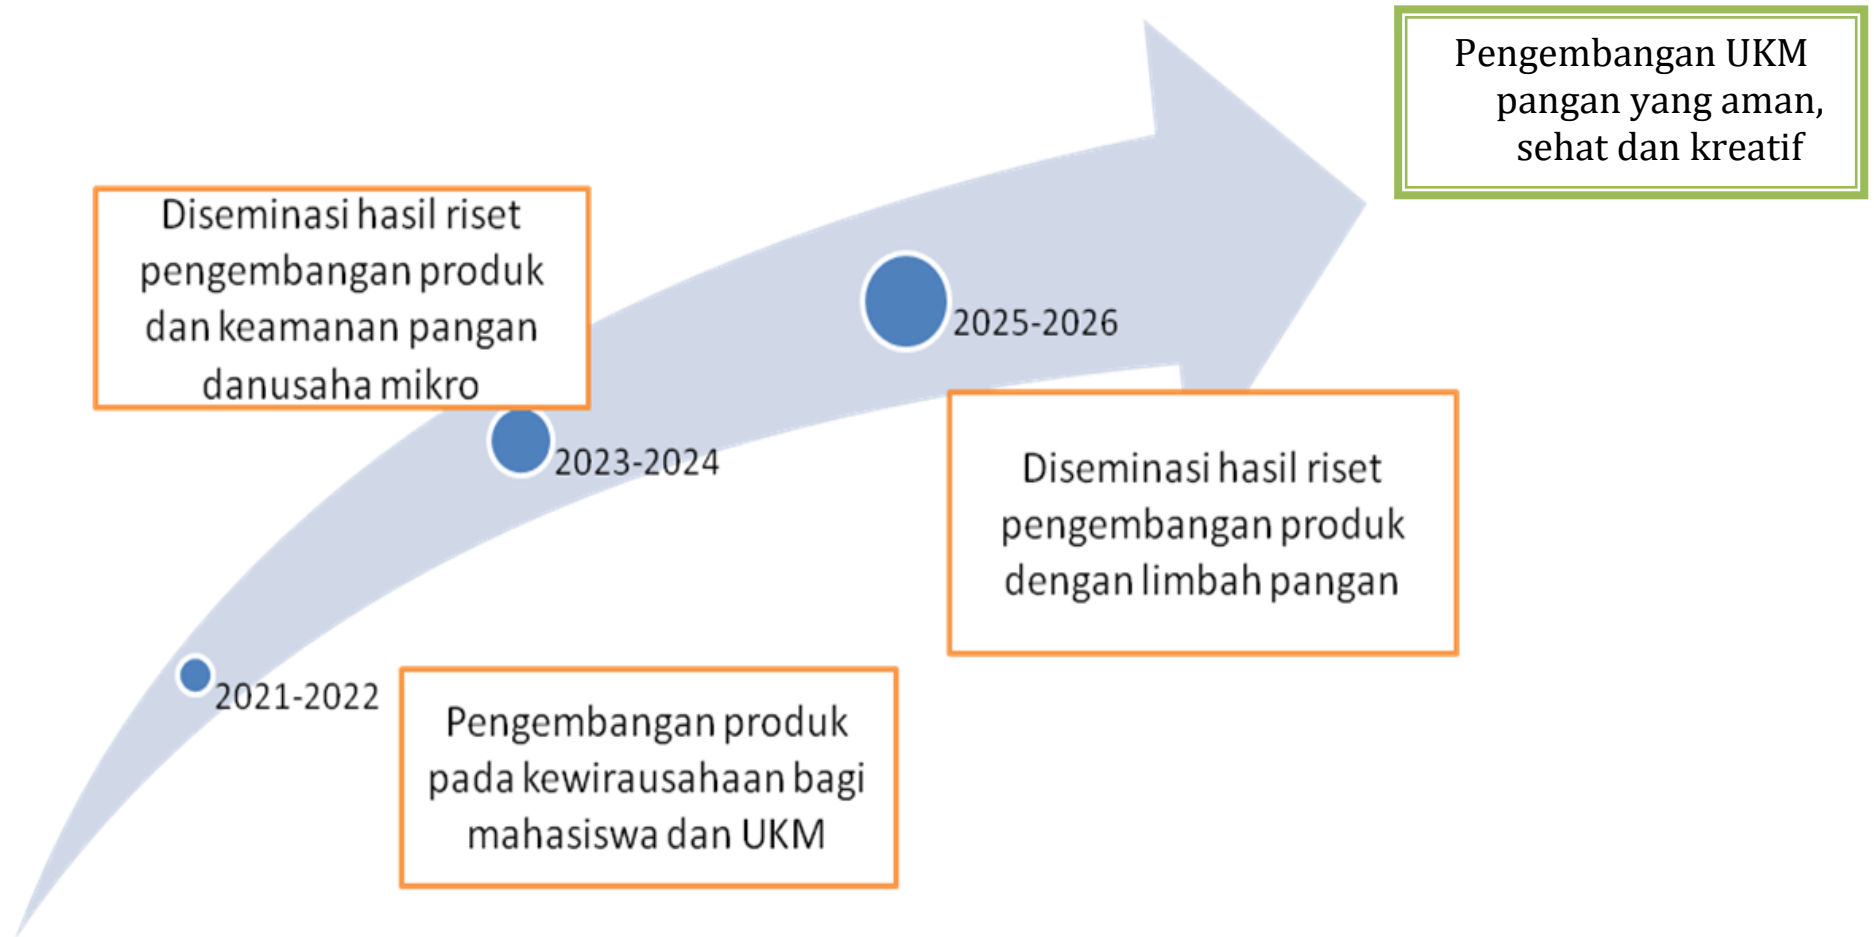 Pengembangan UKM
pangan yang aman,
sehat dan kreatif
Diseminasi hasil riset
pengembangan produk
dan keamanan pangan
danusaha mikro
2025-2026
2023-2024
Diseminasi hasil riset
pengembangan produk
dengan limbah pangan
2021-2022
Pengembangan produk
pada kewirausahaan bagi
mahasiswa dan UKM